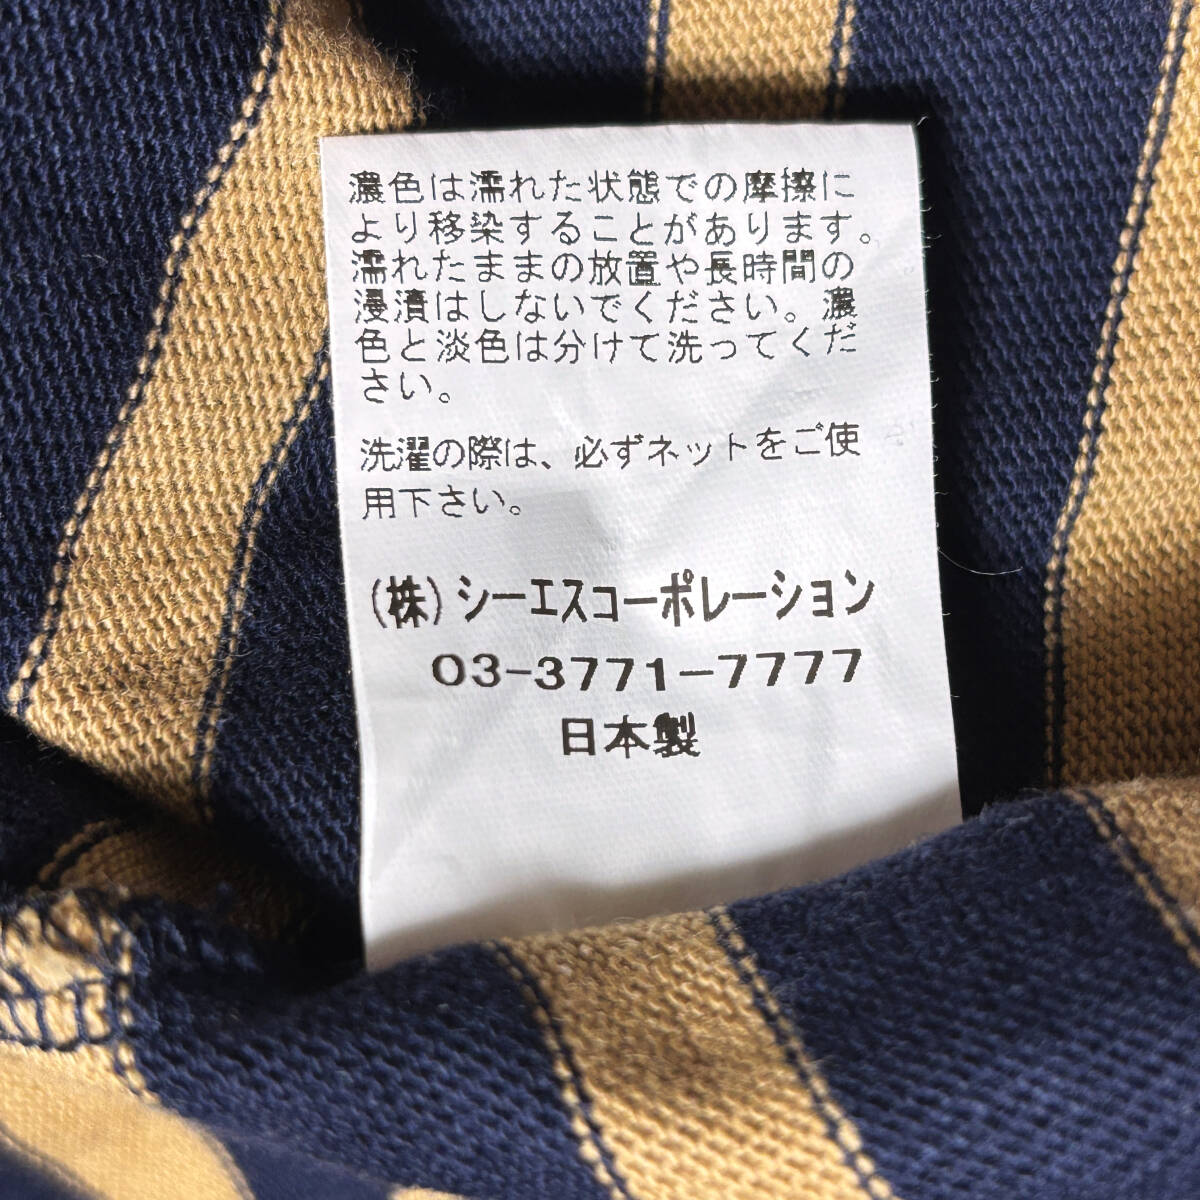 濃色は濡れた状態での摩擦に
より移染することがあります。
濡れたままの放置や長時間の
浸漬はしないでください。濃
色と淡色は分けて洗ってくだ
さい。
洗濯の際は、必ずネットをご使
用下さい。
(株)シーエスコーポレーション
03-3771-7777
日本製